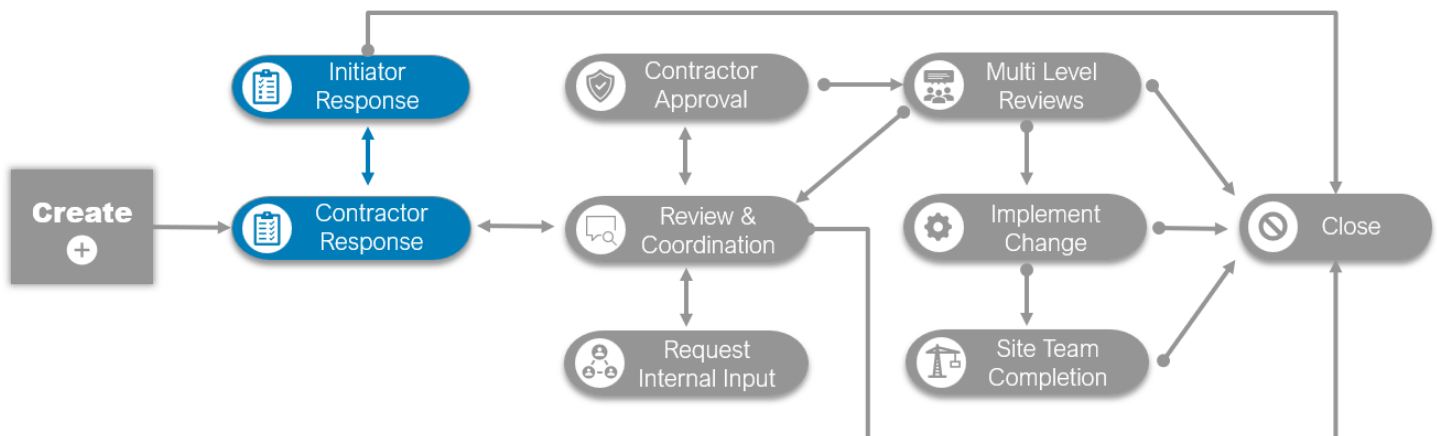 Initiator
Response
Contractor
Approval
Multi Level
Reviews
Create
Contractor
Response
Review &
Coordination
Implement
Change
Close
Request
Internal Input
Site Team
Completion